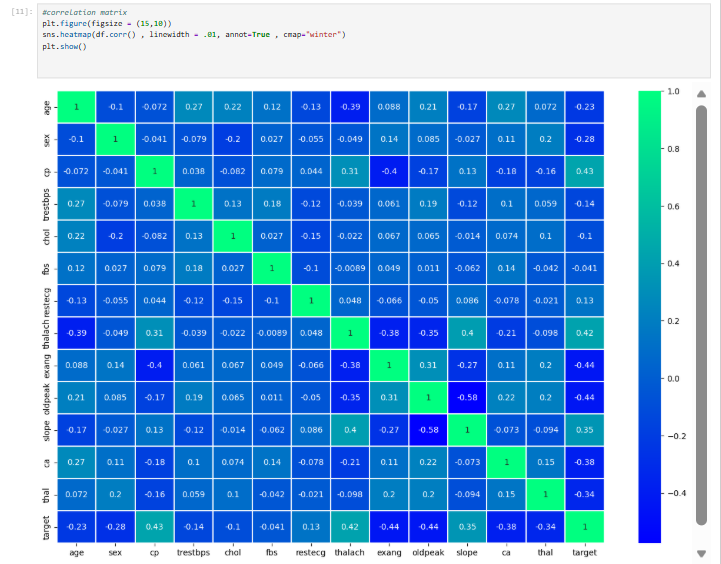 [11]: #correlation matrix
plt.figure(figsize = (15,10))
sns.heatmap(df.corr() , linewidth = .01, annot=True , cmap="winter")
plt.show()
age 1 -0.1 -0.072 0.27 0.22 0.12 -0.13 -0.39 0.088 0.21 -0.17 0.27 0.072 -0.23
sex -0.1 1 -0.041 -0.079 -0.2 0.027 -0.055 -0.049 0.14 0.085 -0.027 0.11 0.2 -0.28
cp -0.072 -0.041 1 0.038 -0.082 0.079 0.044 0.31 -0.4 -0.17 0.13 -0.18 -0.16 0.43
trestbps 0.27 -0.079 0.038 1 0.13 0.18 -0.12 -0.039 0.061 0.19 -0.12 0.1 0.059 -0.14
chol 0.22 -0.2 -0.082 0.13 1 0.027 -0.15 -0.022 0.067 0.065 -0.014 0.074 0.1 -0.1
fbs 0.12 0.027 0.079 0.18 0.027 1 -0.1 -0.0089 0.049 0.011 -0.062 0.14 -0.042 -0.041
restecg -0.13 -0.055 0.044 -0.12 -0.15 -0.1 1 0.048 -0.066 -0.05 0.086 -0.078 -0.021 0.13
thalach -0.39 -0.049 0.31 -0.039 -0.022 -0.0089 0.048 1 -0.38 -0.35 0.4 -0.21 -0.098 0.42
exang 0.088 0.14 -0.4 0.061 0.067 0.049 -0.066 -0.38 1 0.31 -0.27 0.11 0.2 -0.44
oldpeak 0.21 0.085 -0.17 0.19 0.065 0.011 -0.05 -0.35 0.31 1 -0.58 0.22 0.2 -0.44
slope -0.17 -0.027 0.13 -0.12 -0.014 -0.062 0.086 0.4 -0.27 -0.58 1 -0.073 -0.094 0.35
ca 0.27 0.11 -0.18 0.1 0.074 0.14 -0.078 -0.21 0.11 0.22 -0.073 1 0.15 -0.38
thal 0.072 0.2 -0.16 0.059 0.1 -0.042 -0.021 -0.098 0.2 0.2 -0.094 0.15 1 -0.34
target -0.23 -0.28 0.43 -0.14 -0.1 -0.041 0.13 0.42 -0.44 -0.44 0.35 -0.38 -0.34 1
age sex cp trestbps chol fbs restecg thalach exang oldpeak slope ca thal target
1.0
0.8
0.6
0.4
0.2
0.0
−0.2
−0.4